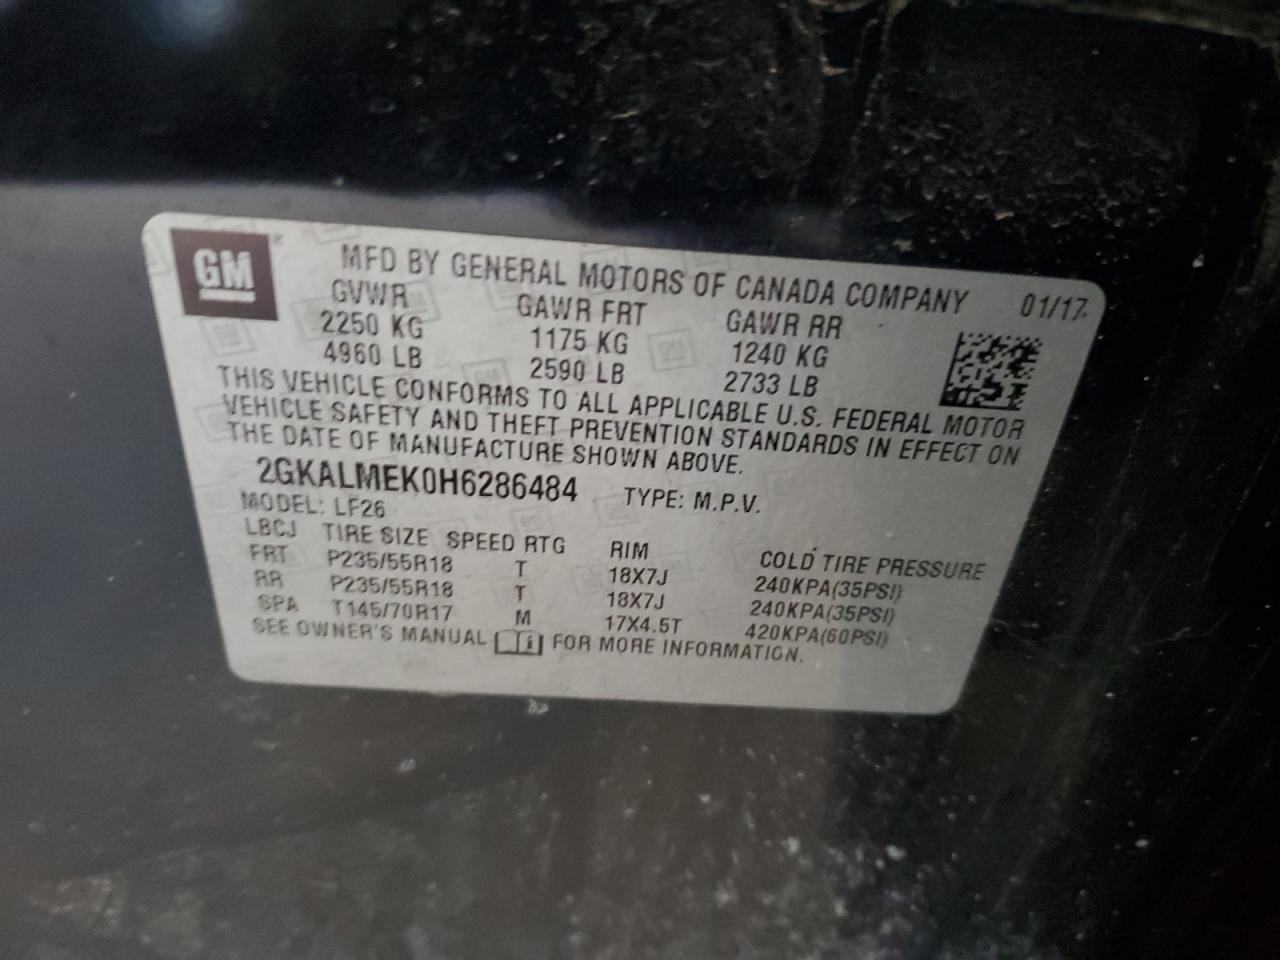 GM
MFD BY GENERAL MOTORS OF CANADA COMPANY 01/17
GVWR GAWR FRT GAWR RR
2250 KG 1175 KG 1240 KG
4960 LB 2590 LB 2733 LB
THIS VEHICLE CONFORMS TO ALL APPLICABLE U.S. FEDERAL MOTOR
VEHICLE SAFETY AND THEFT PREVENTION STANDARDS IN EFFECT ON
THE DATE OF MANUFACTURE SHOWN ABOVE.
2GKALMEK0H6286484 TYPE: M.P.V.
MODEL: LF26
LBCJ TIRE SIZE SPEED RTG RIM COLD TIRE PRESSURE
FRT P235/55R18 T 18X7J 240KPA(35PSI)
RR P235/55R18 T 18X7J 240KPA(35PSI)
SPA T145/70R17 M 17X4.5T 420KPA(60PSI)
SEE OWNER'S MANUAL i FOR MORE INFORMATION.